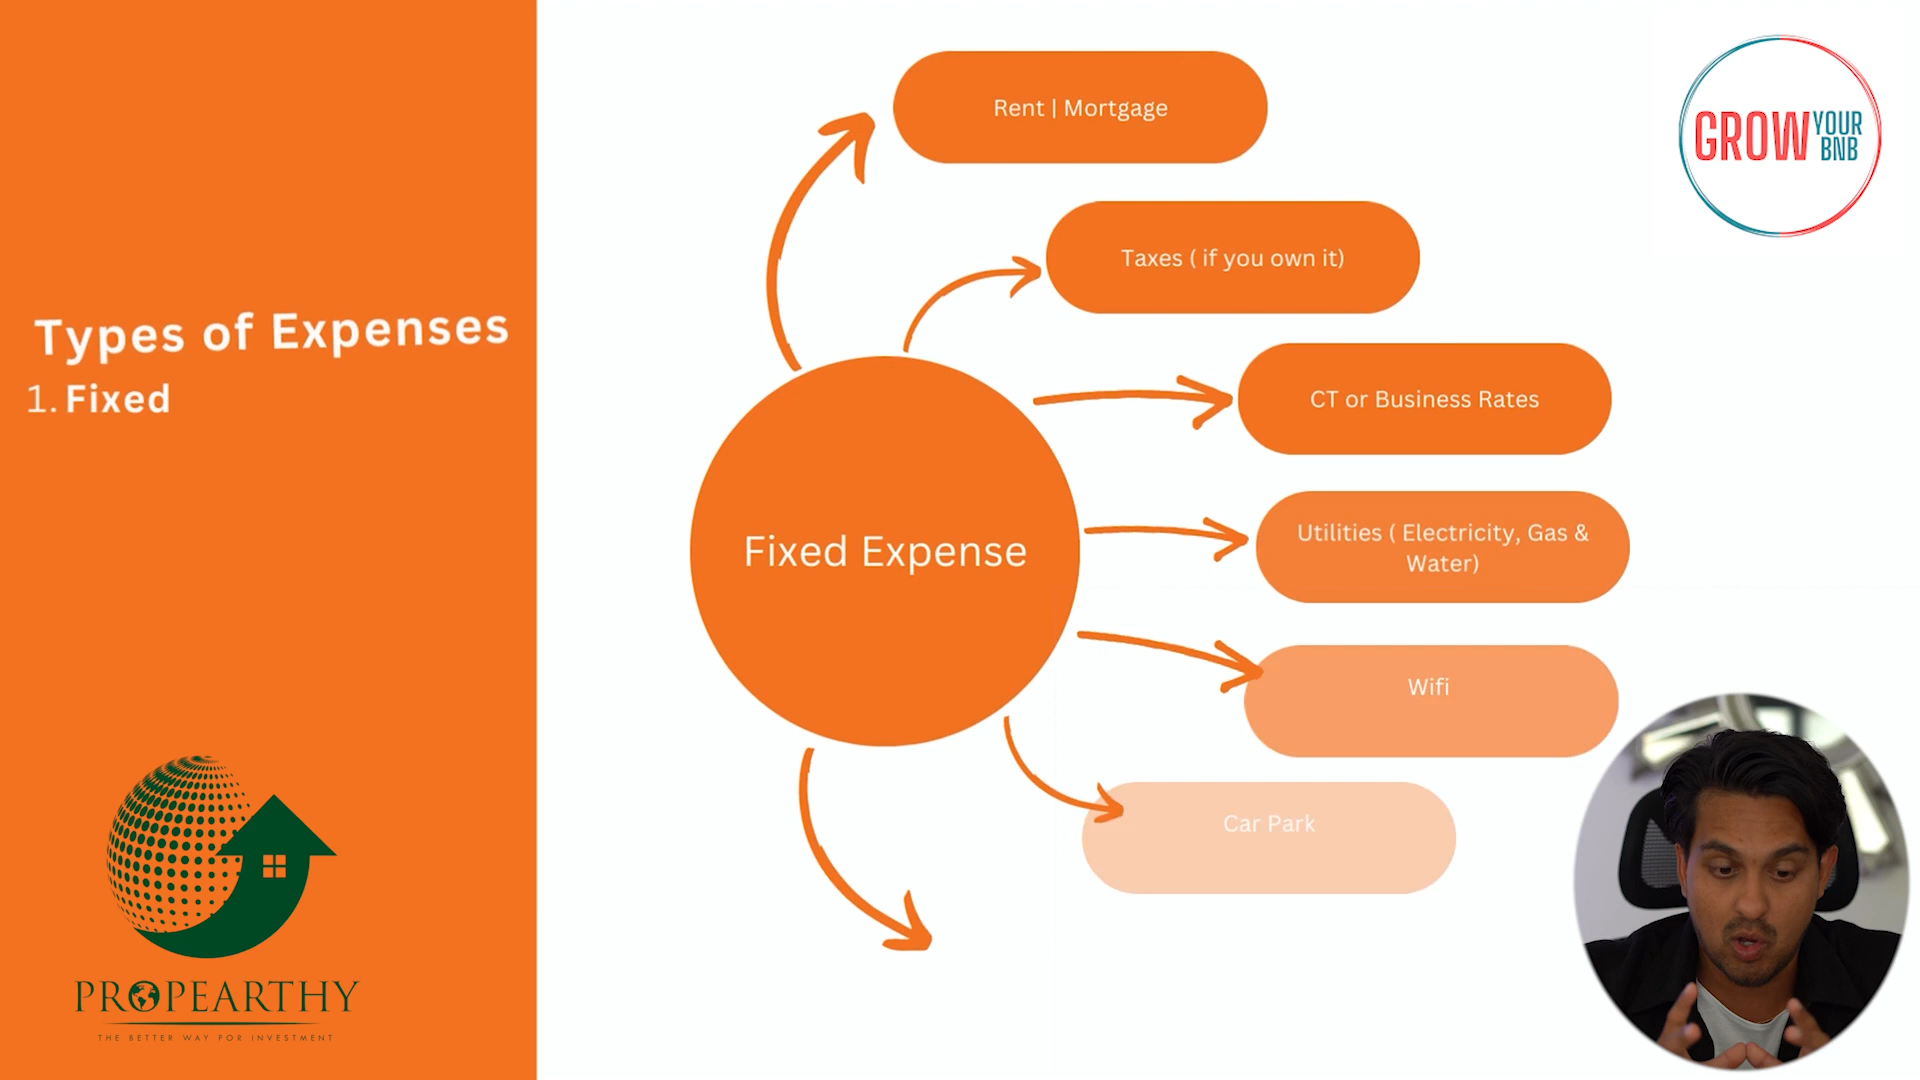 Types of Expenses
1. Fixed
PROPEARTHY
THE BETTER WAY FOR INVESTMENT
Fixed Expense
Rent | Mortgage
Taxes ( if you own it)
CT or Business Rates
Utilities ( Electricity, Gas &
Water)
Wifi
Car Park
GROW YOUR
BNB